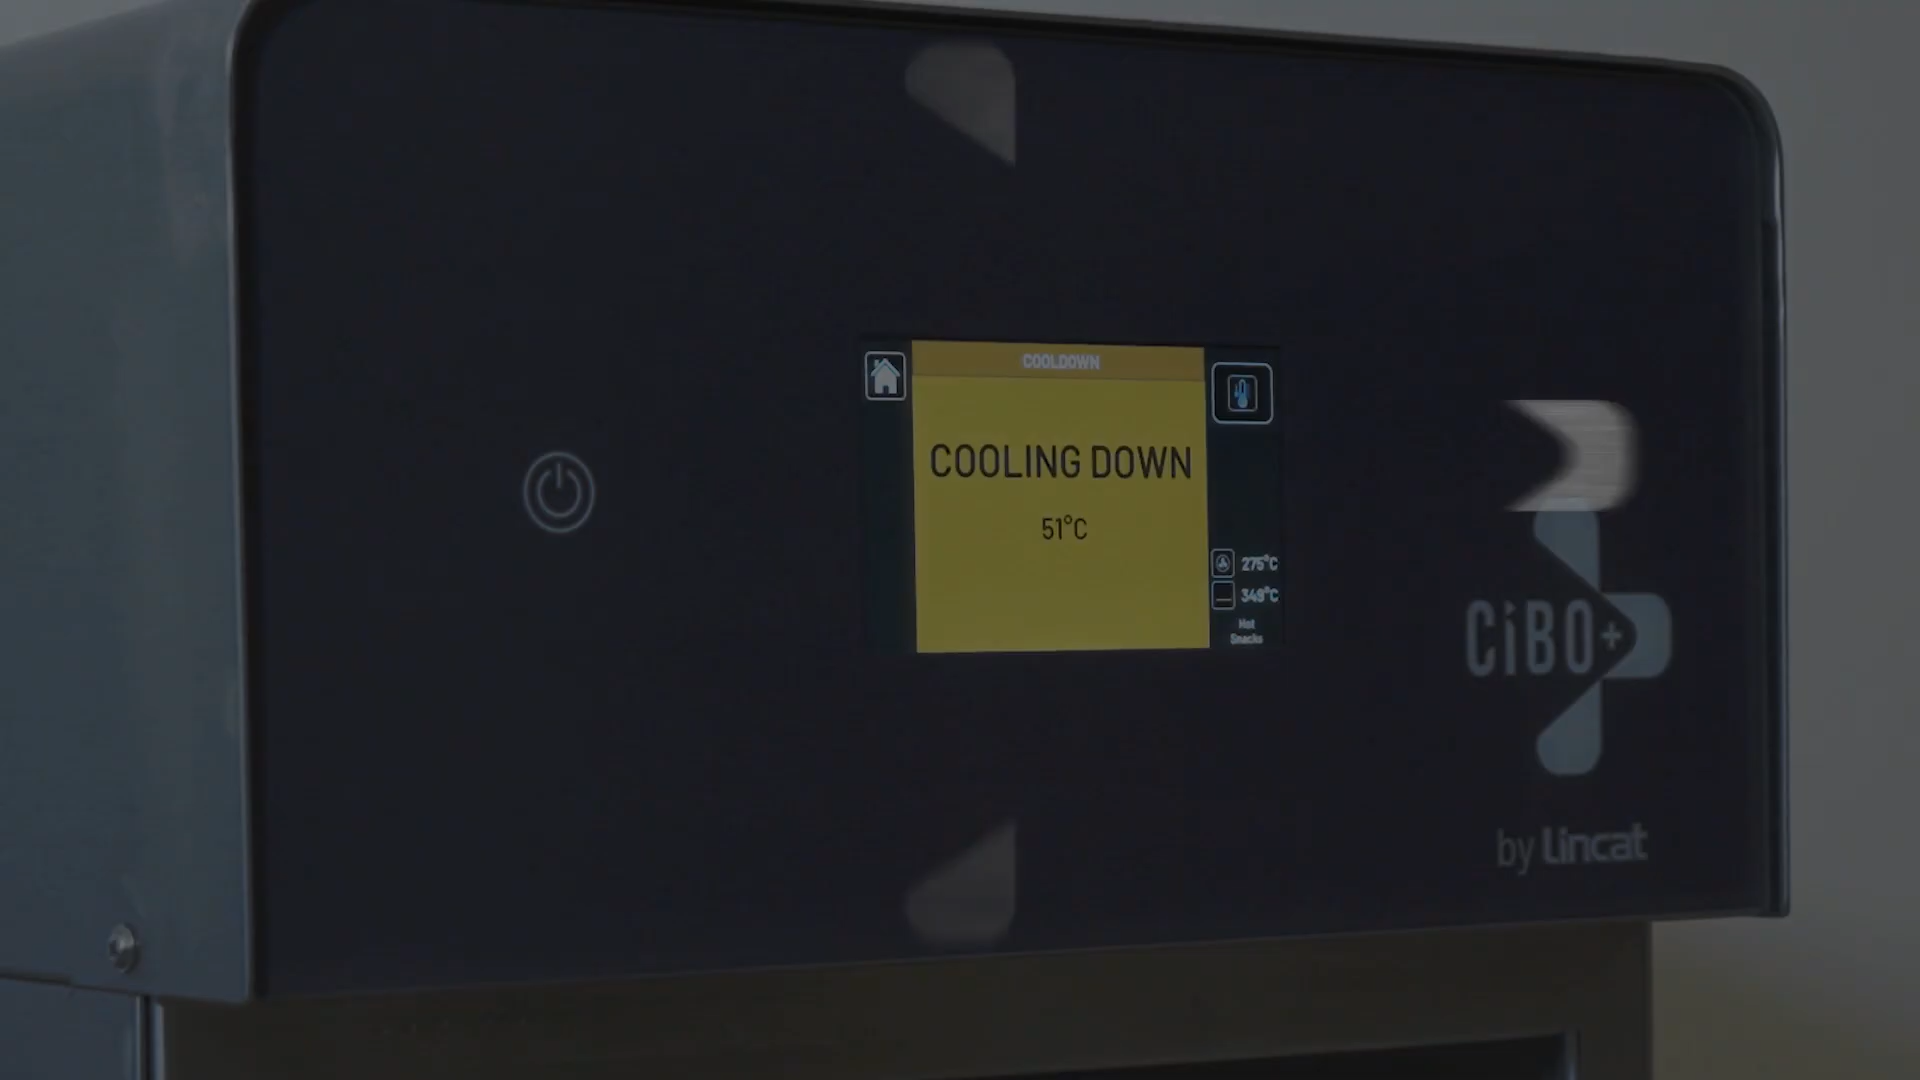 COOLDOWN
COOLING DOWN
51°C
275°C
349°C
Hot
Snacks
CiBO+
by Lincat